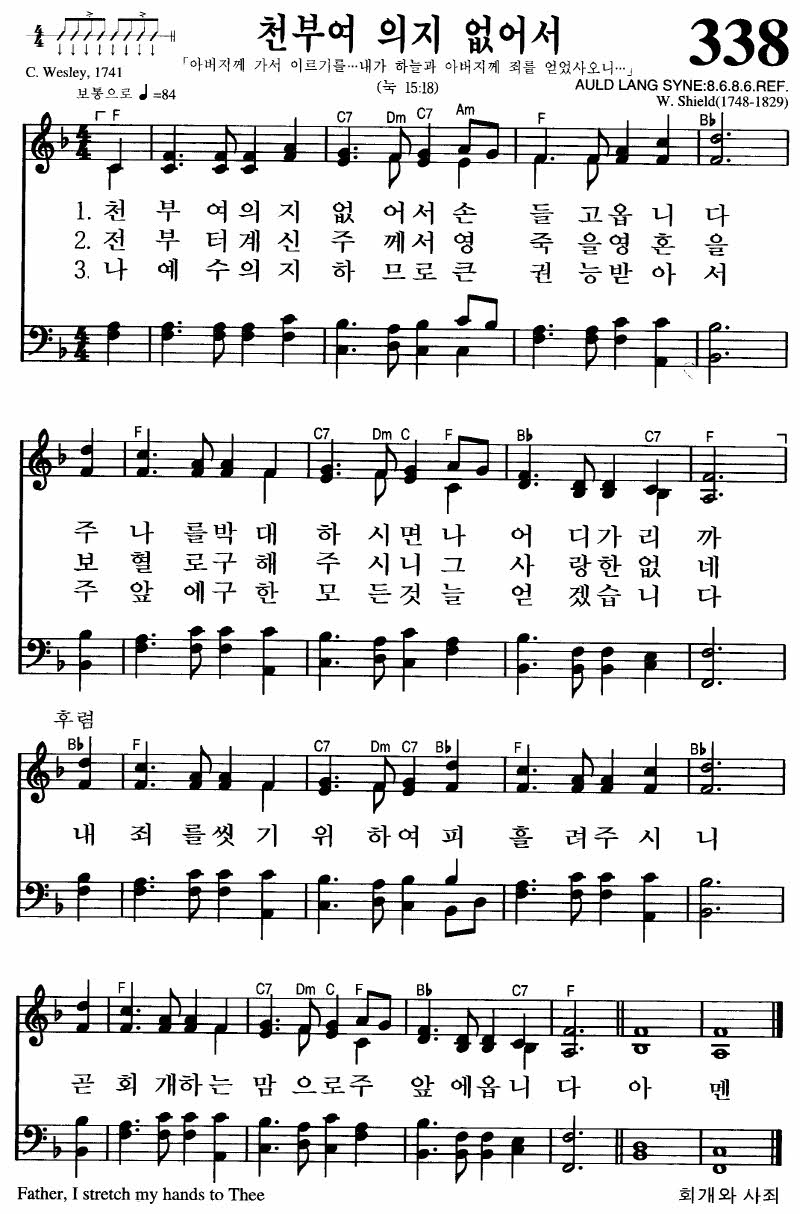 천부여 의지 없어서
338
「아버지께 가서 이르기를…내가 하늘과 아버지께 죄를 얻었사오니…」
C. Wesley, 1741
(눅 15:18)
AULD LANG SYNE:8.6.8.6.REF.
보통으로 ♩=84
W. Shield(1748-1829)
F C7 Dm C7 Am F B♭
1. 천 부 여의 지 없 어서 손 들 고옵 니 다
2. 전 부 터계 신 주 께서 영 죽 을영 혼 을
3. 나 예 수의 지 하 므로 큰 권 능받 아 서
F C7 Dm C F B♭ C7 F
주 나 를박 대 하 시면 나 어 디가 리 까
보 혈 로구 해 주 시니 그 사 랑한 없 네
주 앞 에구 한 모 든것 늘 얻 겠습 니 다
후렴
B♭ F C7 Dm C7 B♭ F B♭
내 죄 를씻 기 위 하여 피 흘 려주 시 니
F C7 Dm C F B♭ C7 F
곧 회 개하 는 맘 으로 주 앞 에옵 니 다 아 멘
Father, I stretch my hands to Thee
회개와 사죄